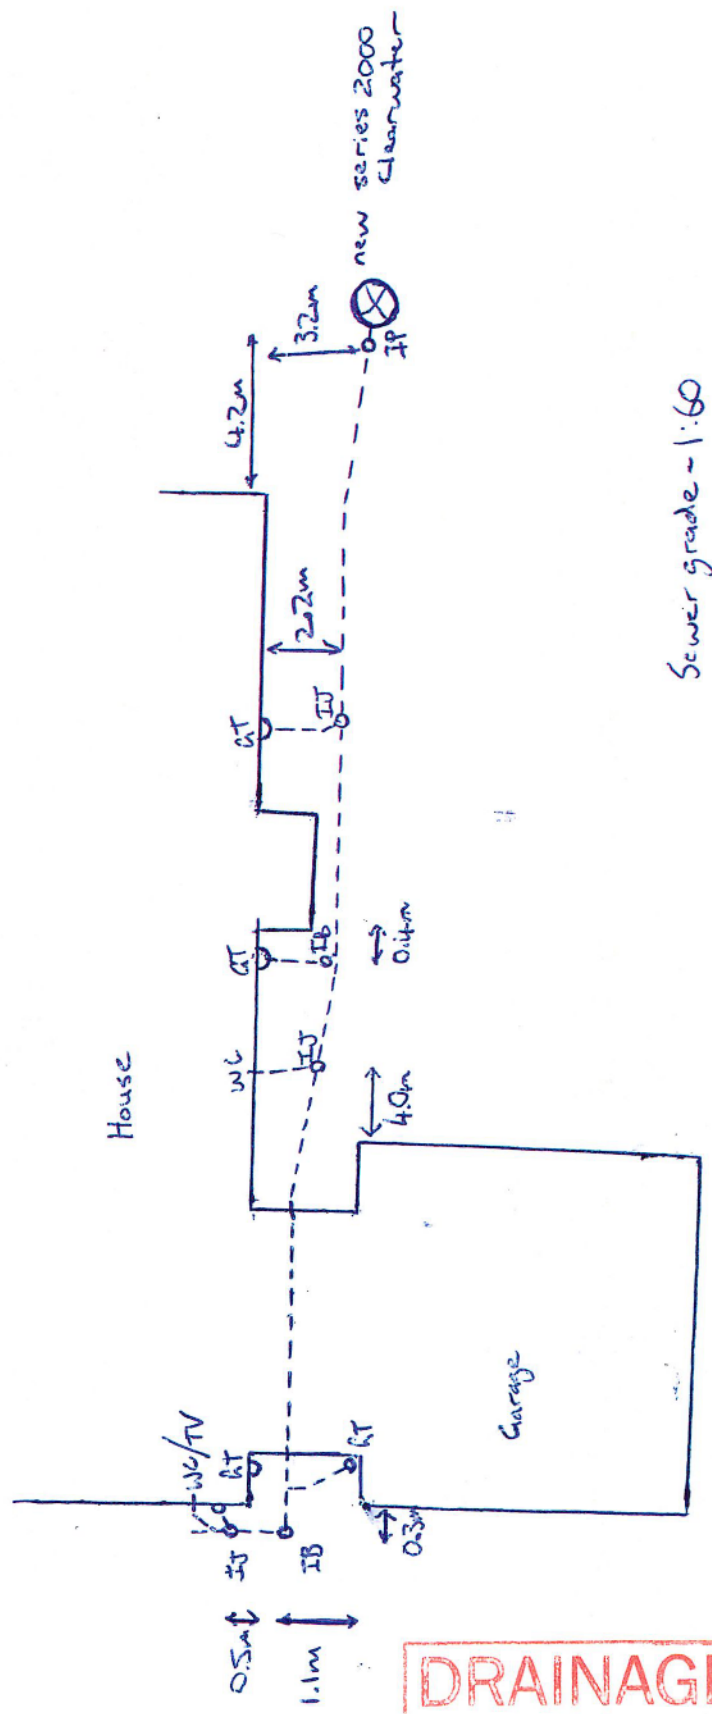 new series 2000
Clearwater
3.2m
4.2m
IP
2.2m
GT
IJ
GT
IB
0.4m
WC
IJ
4.0m
House
Sewer grade - 1:60
Garage
WC/TV
GT
GT
IJ
IB
0.3m
0.5m
1.1m
DRAINAGE